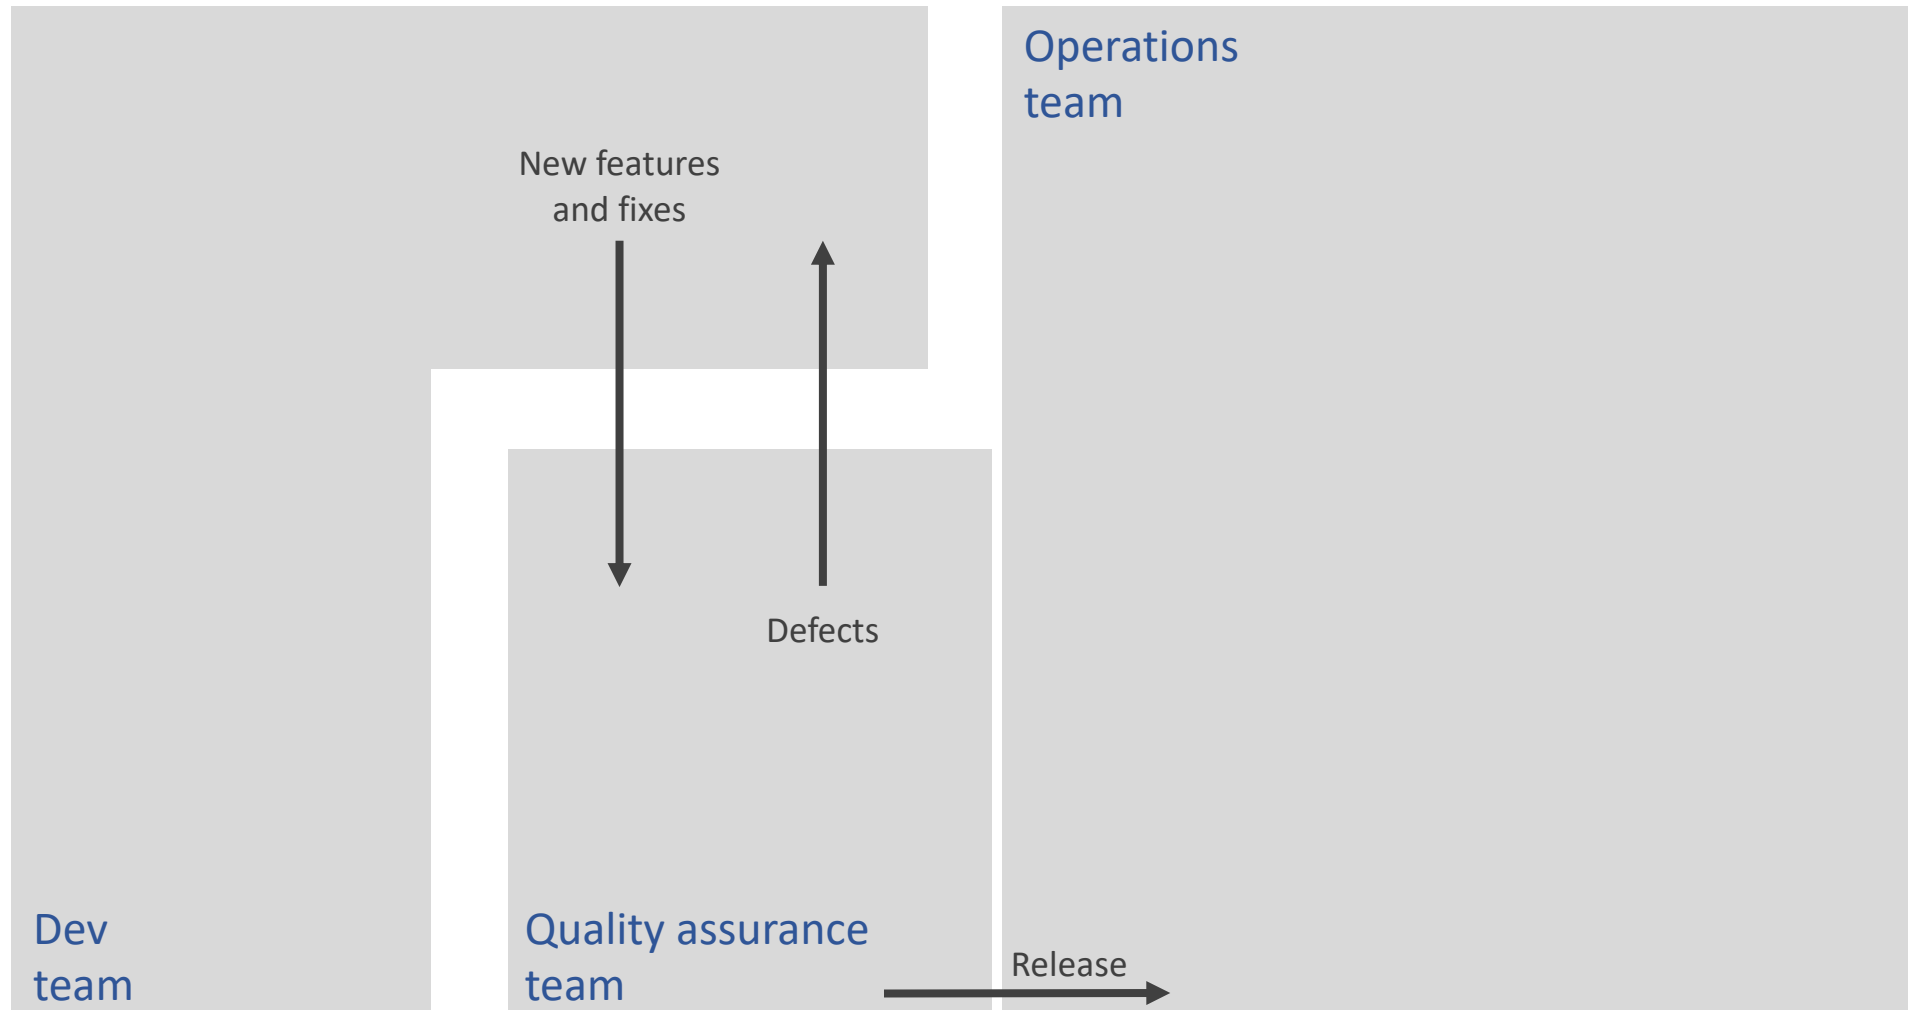 Operations
team
New features
and fixes
Defects
Dev
team
Quality assurance
team
Release